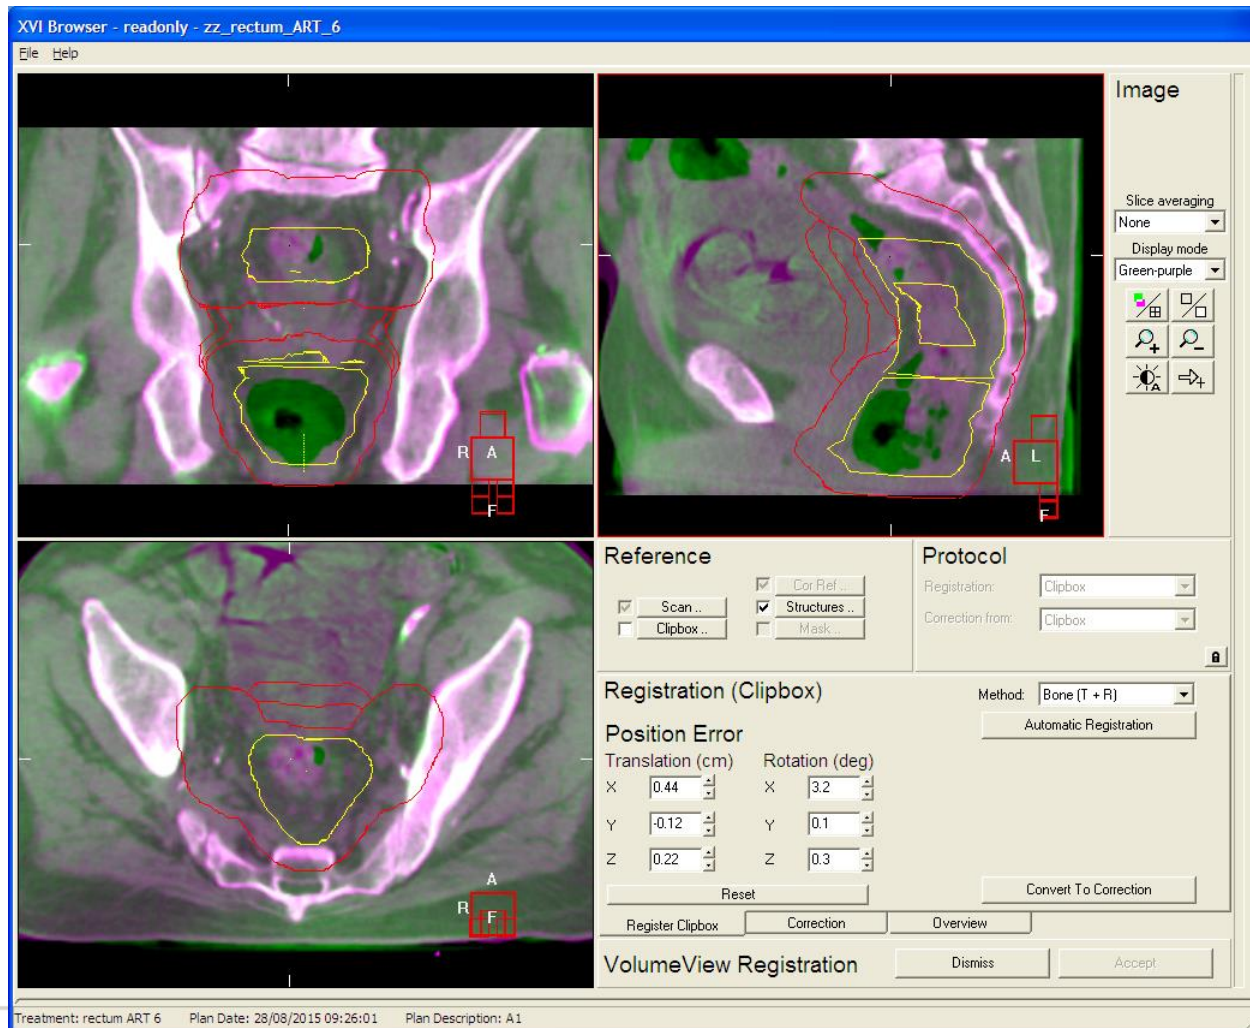 XVI Browser - readonly - zz_rectum_ART_6
File Help
R A
F
A L
F
A
R F
Image
Slice averaging
None
Display mode
Green-purple
A
Reference
Cor Ref ..
Scan .. Structures ..
Clipbox .. Mask ..
Protocol
Registration: Clipbox
Correction from: Clipbox
Registration (Clipbox)
Method: Bone (T + R)
Automatic Registration
Position Error
Translation (cm) Rotation (deg)
X 0.44 X 3.2
Y -0.12 Y 0.1
Z 0.22 Z 0.3
Reset
Convert To Correction
Register Clipbox Correction Overview
VolumeView Registration Dismiss Accept
Treatment: rectum ART 6 Plan Date: 28/08/2015 09:26:01 Plan Description: A1